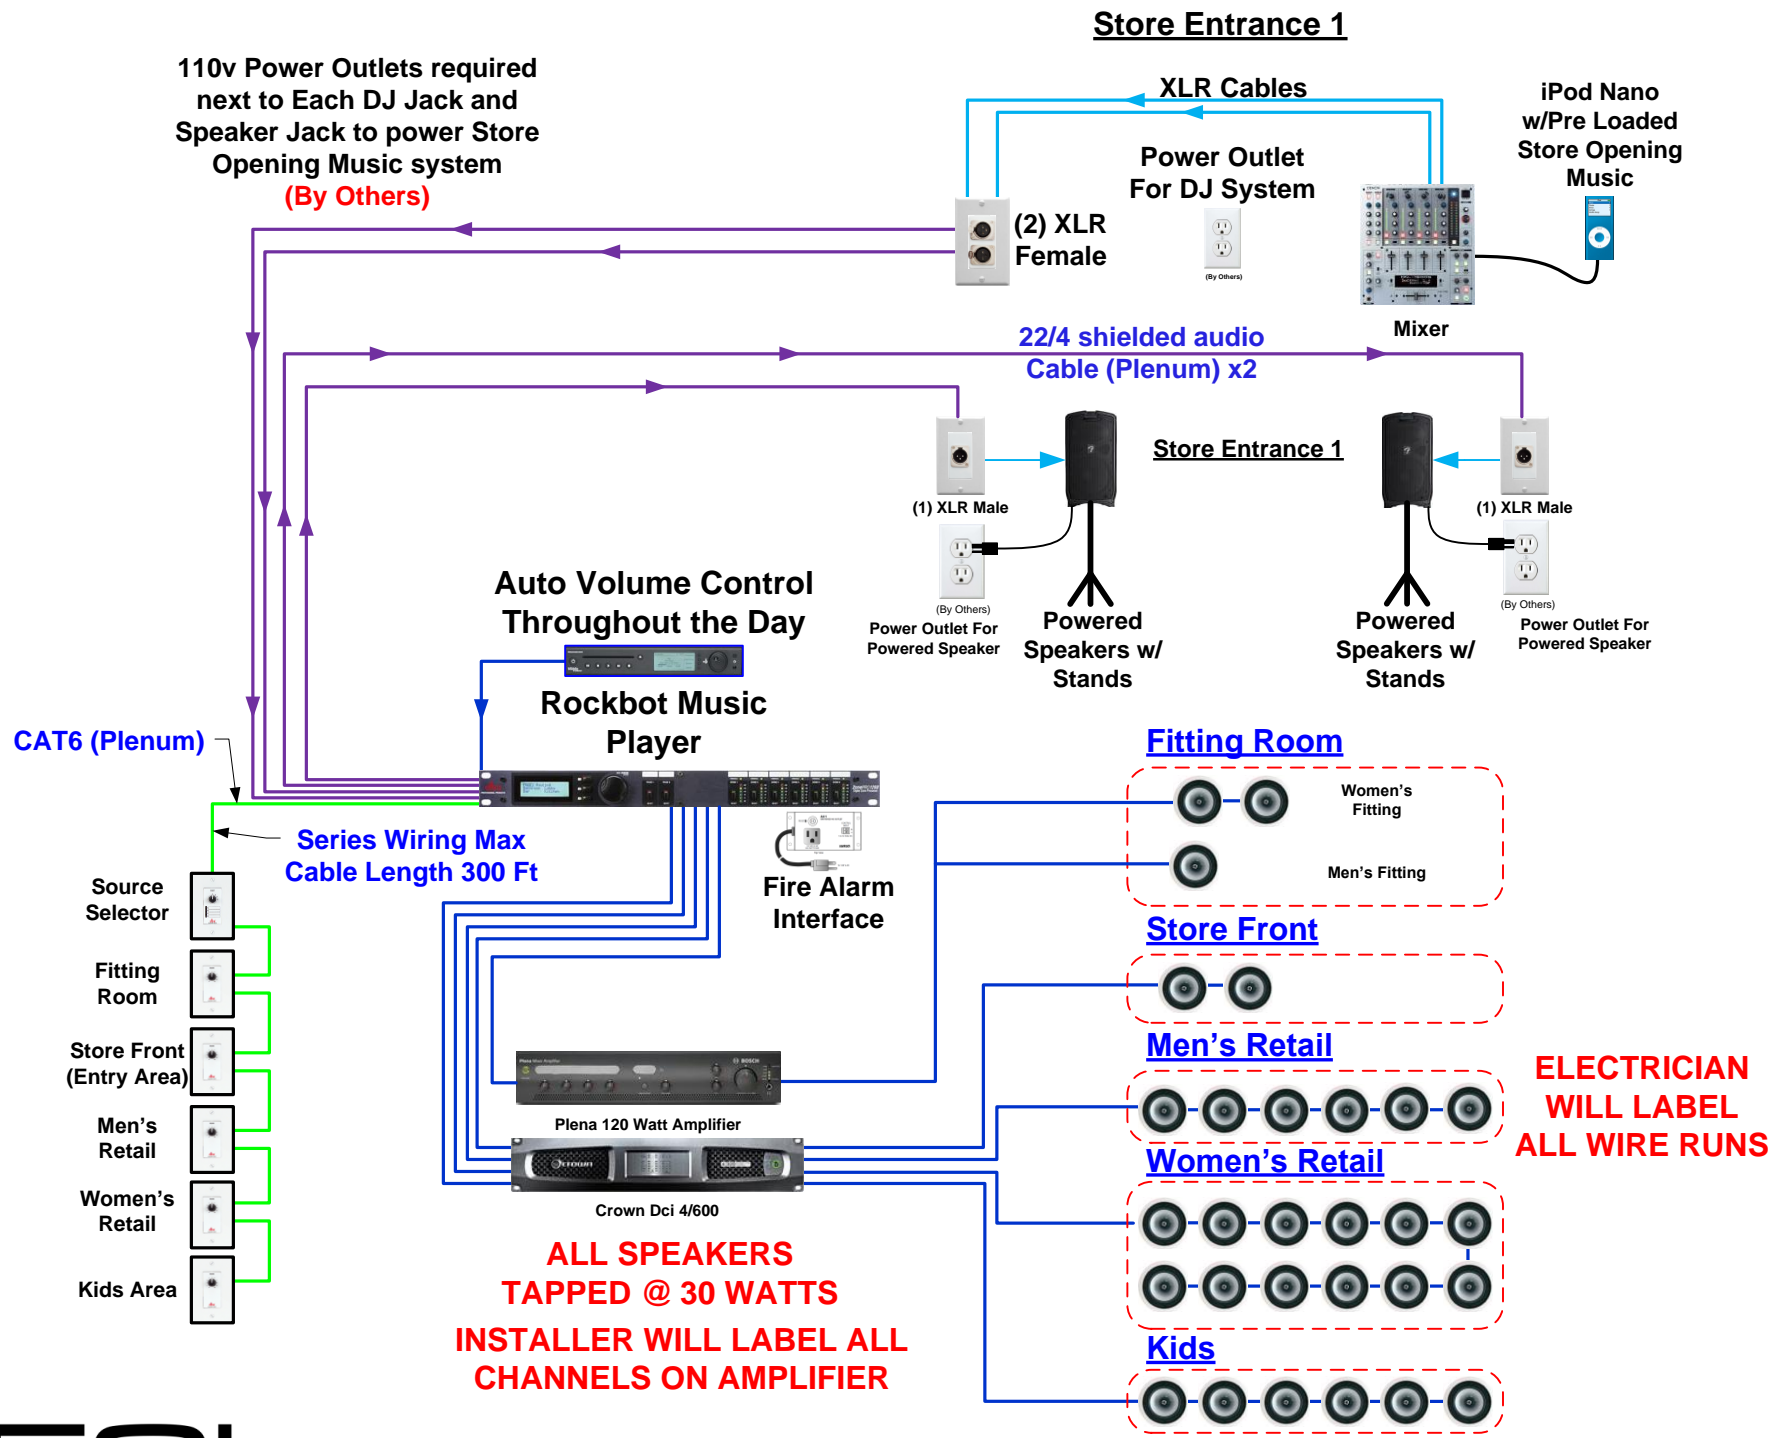 Store Entrance 1
110v Power Outlets required
next to Each DJ Jack and
Speaker Jack to power Store
Opening Music system
(By Others)
XLR Cables
iPod Nano
w/Pre Loaded
Store Opening
Music
Power Outlet
For DJ System
(By Others)
(2) XLR
Female
Mixer
22/4 shielded audio
Cable (Plenum) x2
Store Entrance 1
(1) XLR Male
(1) XLR Male
(By Others)
Power Outlet For
Powered Speaker
Powered
Speakers w/
Stands
Powered
Speakers w/
Stands
(By Others)
Power Outlet For
Powered Speaker
Auto Volume Control
Throughout the Day
Rockbot Music
Player
CAT6 (Plenum)
Series Wiring Max
Cable Length 300 Ft
Fire Alarm
Interface
Source
Selector
Fitting
Room
Store Front
(Entry Area)
Men's
Retail
Women's
Retail
Kids Area
BOSCH
Plena 120 Watt Amplifier
crown
Crown Dci 4/600
ALL SPEAKERS
TAPPED @ 30 WATTS
INSTALLER WILL LABEL ALL
CHANNELS ON AMPLIFIER
Fitting Room
Women's
Fitting
Men's Fitting
Store Front
Men's Retail
Women's Retail
Kids
ELECTRICIAN
WILL LABEL
ALL WIRE RUNS